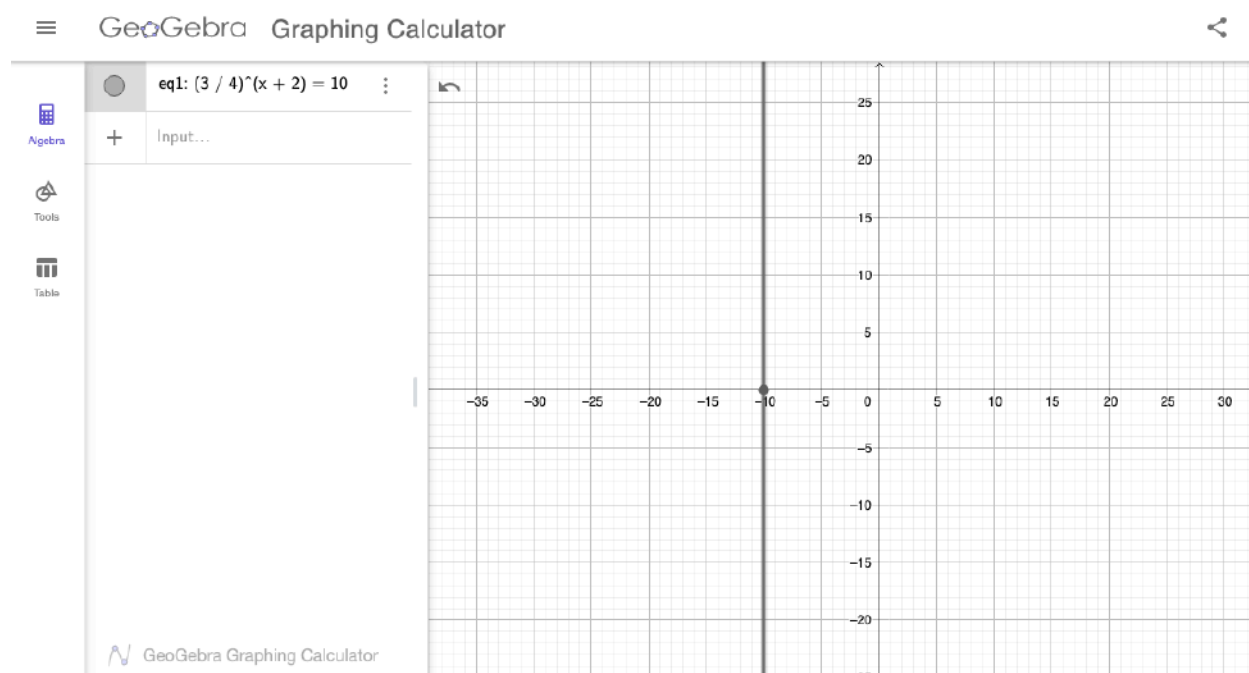 GeoGebra Graphing Calculator
eq1: (3 / 4)^(x + 2) = 10
Algebra
+ Input...
Tools
Table
25
20
15
10
5
−35 −30 −25 −20 −15 −10 −5 0 5 10 15 20 25 30
−5
−10
−15
−20
GeoGebra Graphing Calculator